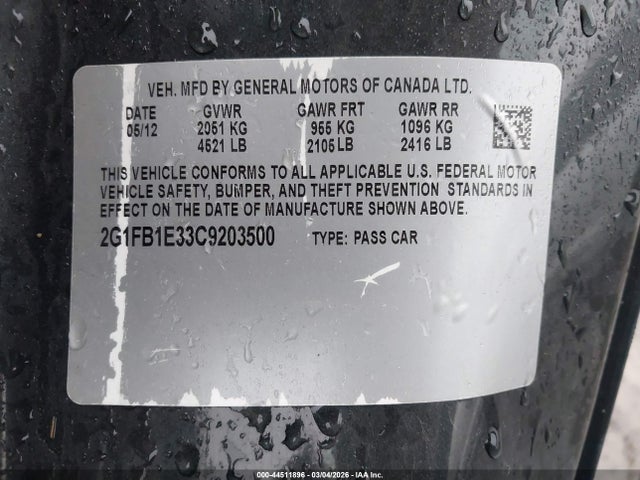 VEH. MFD BY GENERAL MOTORS OF CANADA LTD.
DATE GVWR GAWR FRT GAWR RR
05/12 2051 KG 955 KG 1096 KG
4521 LB 2105 LB 2416 LB
THIS VEHICLE CONFORMS TO ALL APPLICABLE U.S. FEDERAL MOTOR
VEHICLE SAFETY, BUMPER, AND THEFT PREVENTION STANDARDS IN
EFFECT ON THE DATE OF MANUFACTURE SHOWN ABOVE.
2G1FB1E33C9203500 TYPE: PASS CAR
000-44511896 - 03/04/2026 - IAA Inc.